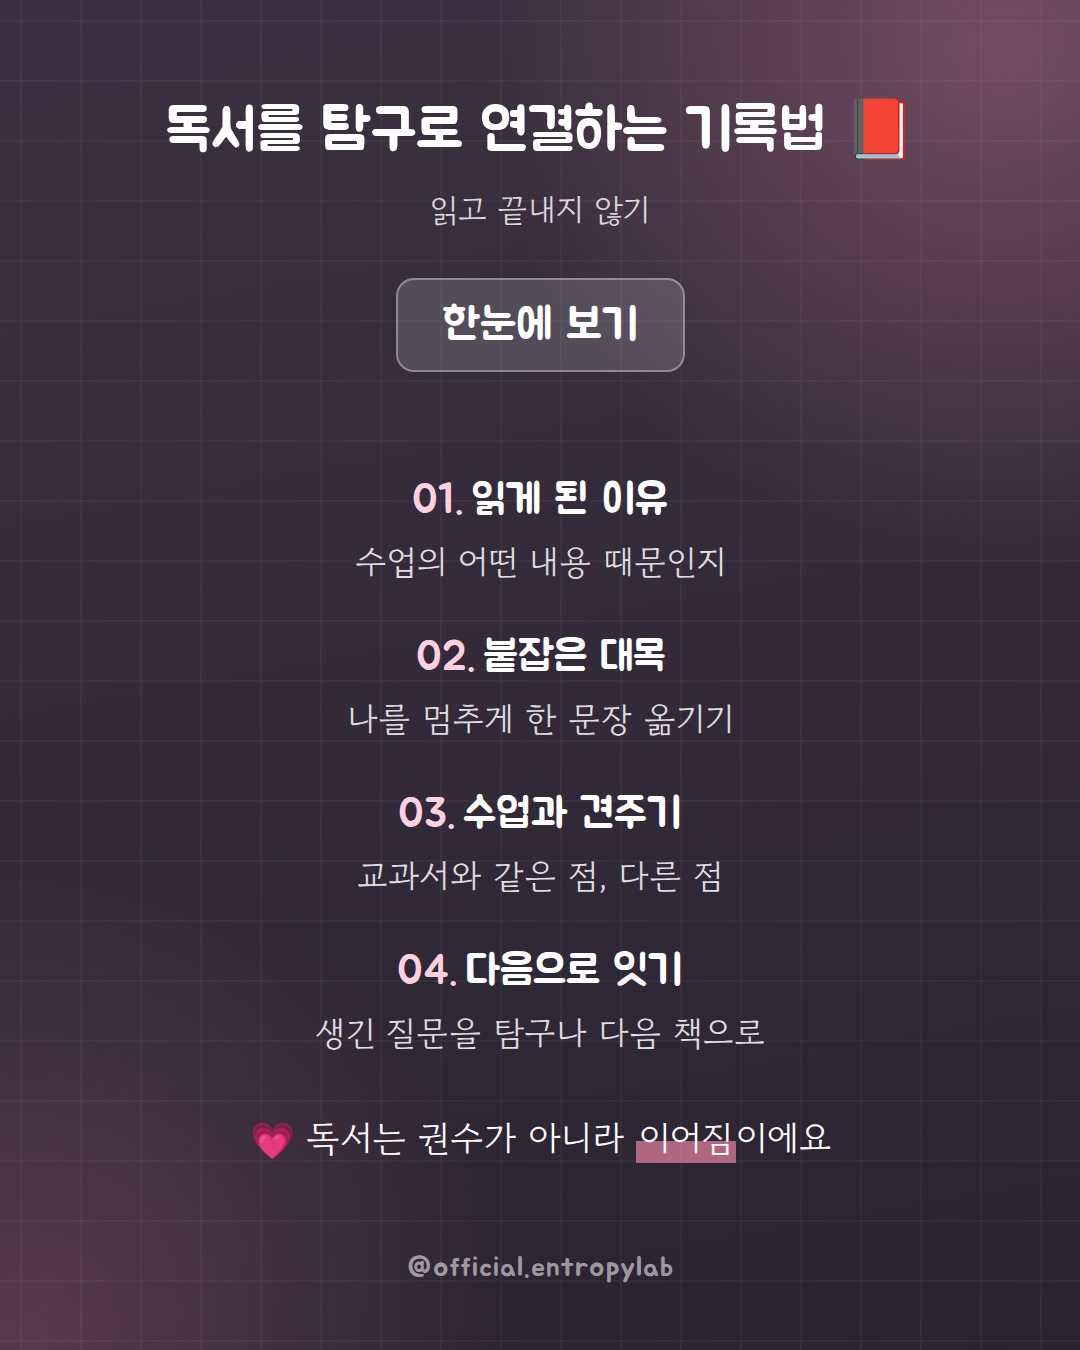 독서를 탐구로 연결하는 기록법 📕
읽고 끝내지 않기
한눈에 보기
01. 읽게 된 이유
수업의 어떤 내용 때문인지
02. 붙잡은 대목
나를 멈추게 한 문장 옮기기
03. 수업과 견주기
교과서와 같은 점, 다른 점
04. 다음으로 잇기
생긴 질문을 탐구나 다음 책으로
💗 독서는 권수가 아니라 이어짐이에요
@official.entropylab